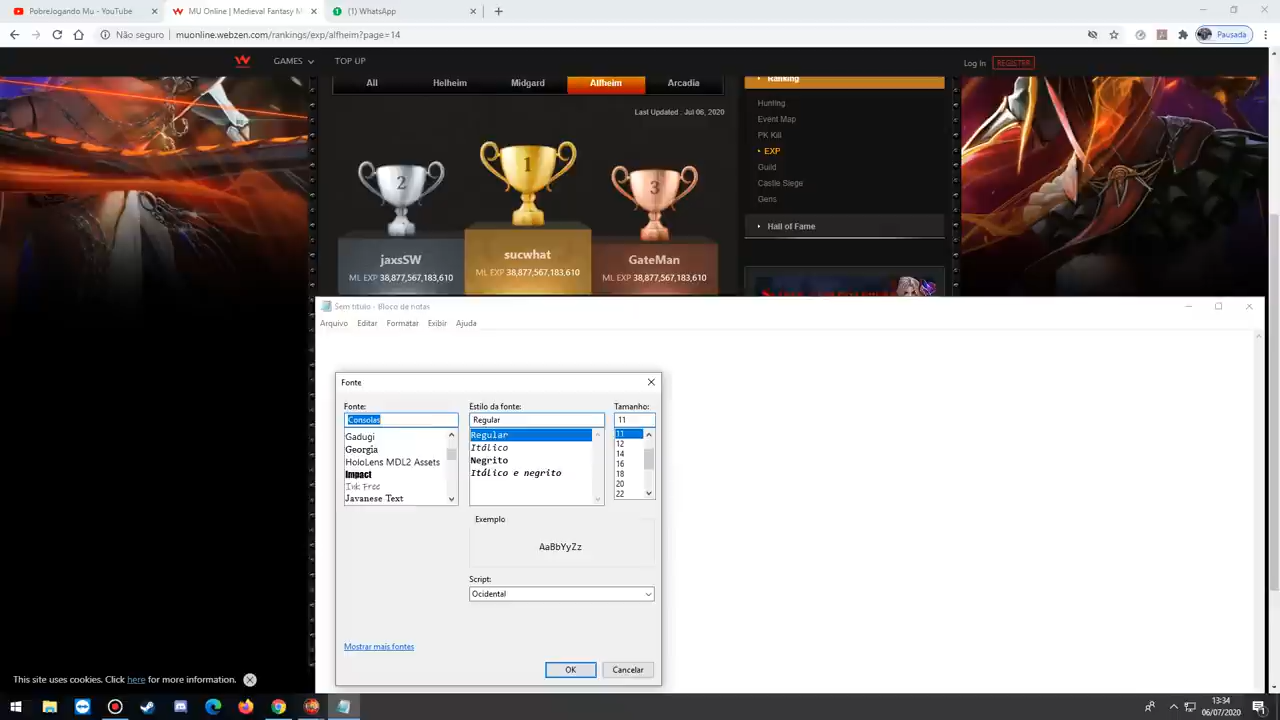 PobreJogando Mu - YouTube
MU Online | Medieval Fantasy M
(1) WhatsApp
Não seguro
muonline.webzen.com/rankings/exp/alfheim?page=14
Pausada
GAMES
TOP UP
Log In
REGISTER
All
Helheim
Midgard
Alfheim
Arcadia
Ranking
Last Updated : Jul 06, 2020
Hunting
Event Map
PK Kill
EXP
Guild
Castle Siege
Gens
Hall of Fame
2
1
3
jaxsSW
sucwhat
GateMan
ML EXP 38,877,567,183,610
ML EXP 38,877,567,183,610
ML EXP 38,877,567,183,610
Sem título - Bloco de notas
Arquivo
Editar
Formatar
Exibir
Ajuda
Fonte
Fonte:
Estilo da fonte:
Tamanho:
Consolas
Regular
11
Gadugi
Georgia
HoloLens MDL2 Assets
Impact
Ink Free
Javanese Text
Regular
Itálico
Negrito
Itálico e negrito
11
12
14
16
18
20
22
Exemplo
AaBbYyZz
Script:
Ocidental
Mostrar mais fontes
OK
Cancelar
This site uses cookies. Click here for more information.
13:34
06/07/2020
1